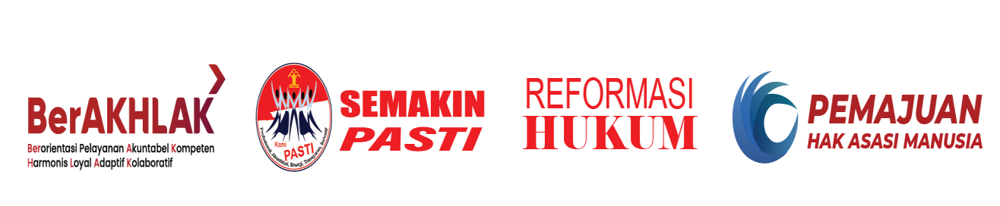 BerAKHLAK
Berorientasi Pelayanan Akuntabel Kompeten
Harmonis Loyal Adaptif Kolaboratif
Kami
PASTI
Profesional, Akuntabel, Sinergi, Transparan, Inovatif
SEMAKIN
PASTI
REFORMASI
HUKUM
PEMAJUAN
HAK ASASI MANUSIA